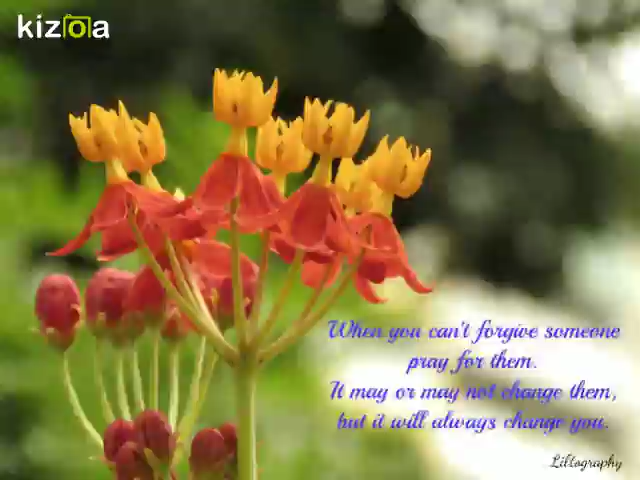 kizoa
When you can't forgive someone
pray for them.
It may or may not change them,
but it will always change you.
Liltography